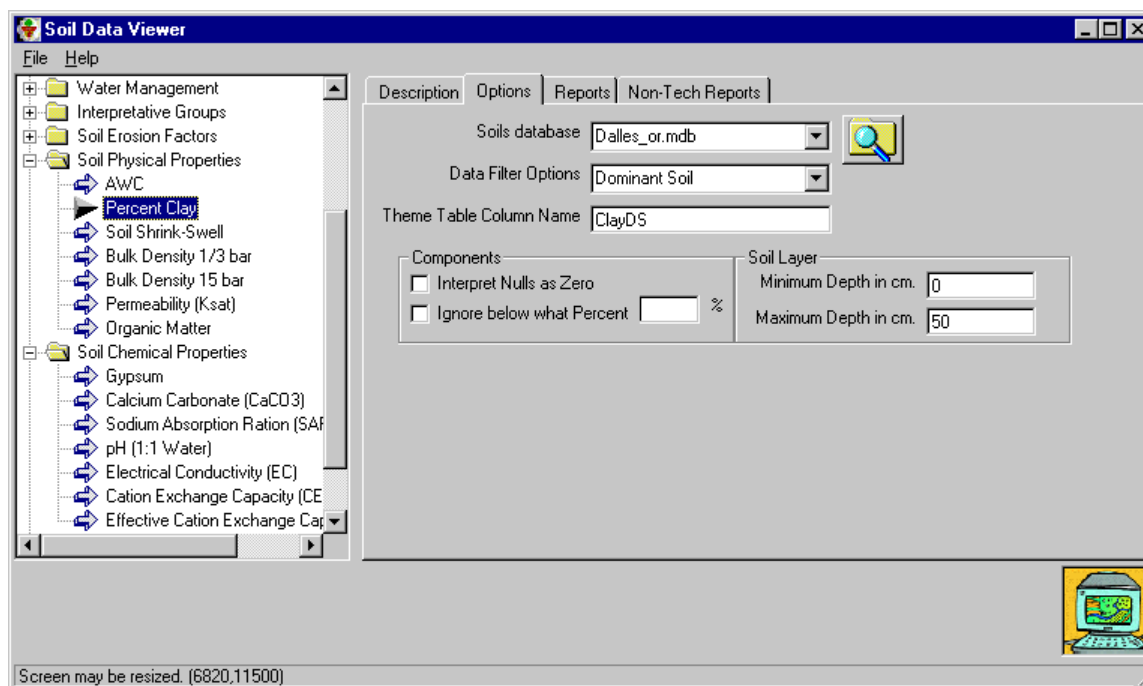 Soil Data Viewer
File Help
Water Management
Interpretative Groups
Soil Erosion Factors
Soil Physical Properties
AWC
Percent Clay
Soil Shrink-Swell
Bulk Density 1/3 bar
Bulk Density 15 bar
Permeability (Ksat)
Organic Matter
Soil Chemical Properties
Gypsum
Calcium Carbonate (CaCO3)
Sodium Absorption Ration (SAR
pH (1:1 Water)
Electrical Conductivity (EC)
Cation Exchange Capacity (CE
Effective Cation Exchange Cap
Description Options Reports Non-Tech Reports
Soils database Dalles_or.mdb
Data Filter Options Dominant Soil
Theme Table Column Name ClayDS
Components
Interpret Nulls as Zero
Ignore below what Percent %
Soil Layer
Minimum Depth in cm. 0
Maximum Depth in cm. 50
Screen may be resized. (6820,11500)